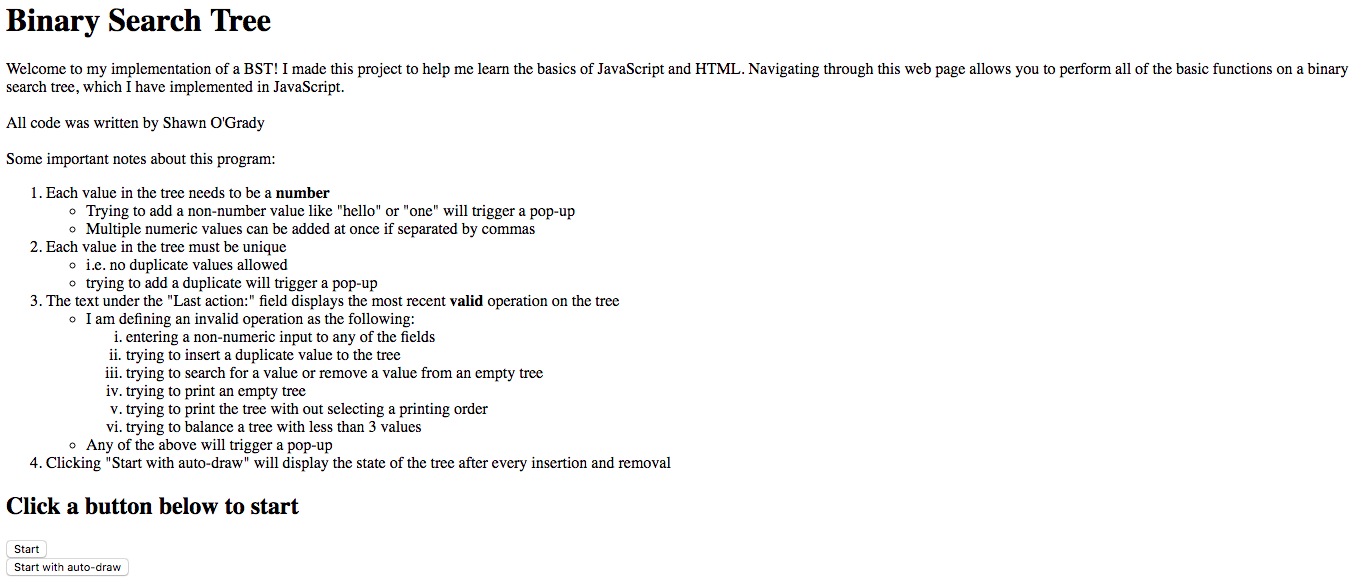 Binary Search Tree
Welcome to my implementation of a BST! I made this project to help me learn the basics of JavaScript and HTML. Navigating through this web page allows you to perform all of the basic functions on a binary
search tree, which I have implemented in JavaScript.
All code was written by Shawn O'Grady
Some important notes about this program:
1. Each value in the tree needs to be a number
◦ Trying to add a non-number value like "hello" or "one" will trigger a pop-up
◦ Multiple numeric values can be added at once if separated by commas
2. Each value in the tree must be unique
◦ i.e. no duplicate values allowed
◦ trying to add a duplicate will trigger a pop-up
3. The text under the "Last action:" field displays the most recent valid operation on the tree
◦ I am defining an invalid operation as the following:
i. entering a non-numeric input to any of the fields
ii. trying to insert a duplicate value to the tree
iii. trying to search for a value or remove a value from an empty tree
iv. trying to print an empty tree
v. trying to print the tree with out selecting a printing order
vi. trying to balance a tree with less than 3 values
◦ Any of the above will trigger a pop-up
4. Clicking "Start with auto-draw" will display the state of the tree after every insertion and removal
Click a button below to start
Start
Start with auto-draw